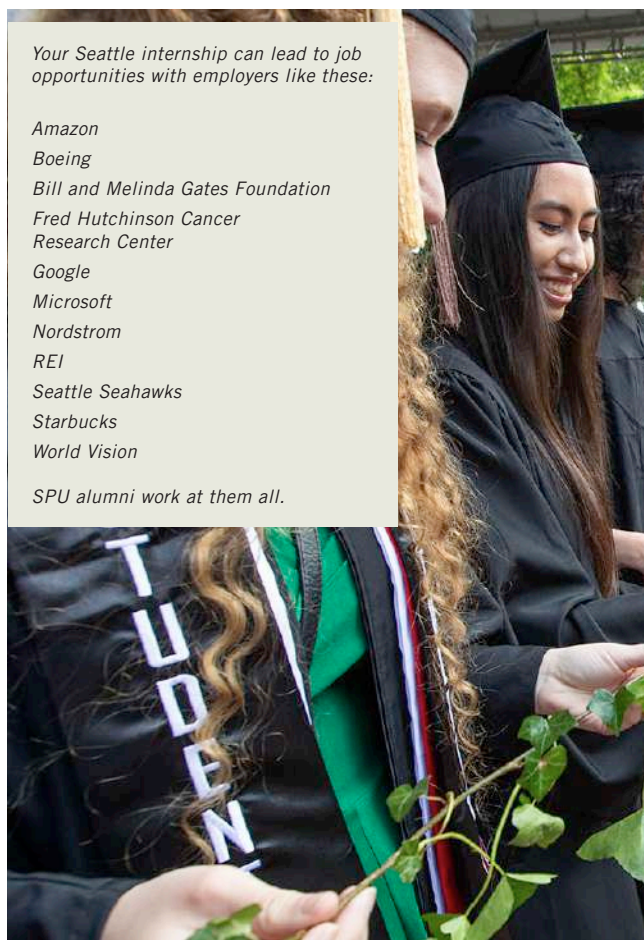 Your Seattle internship can lead to job
opportunities with employers like these:
Amazon
Boeing
Bill and Melinda Gates Foundation
Fred Hutchinson Cancer
Research Center
Google
Microsoft
Nordstrom
REI
Seattle Seahawks
Starbucks
World Vision
SPU alumni work at them all.
TUDENT